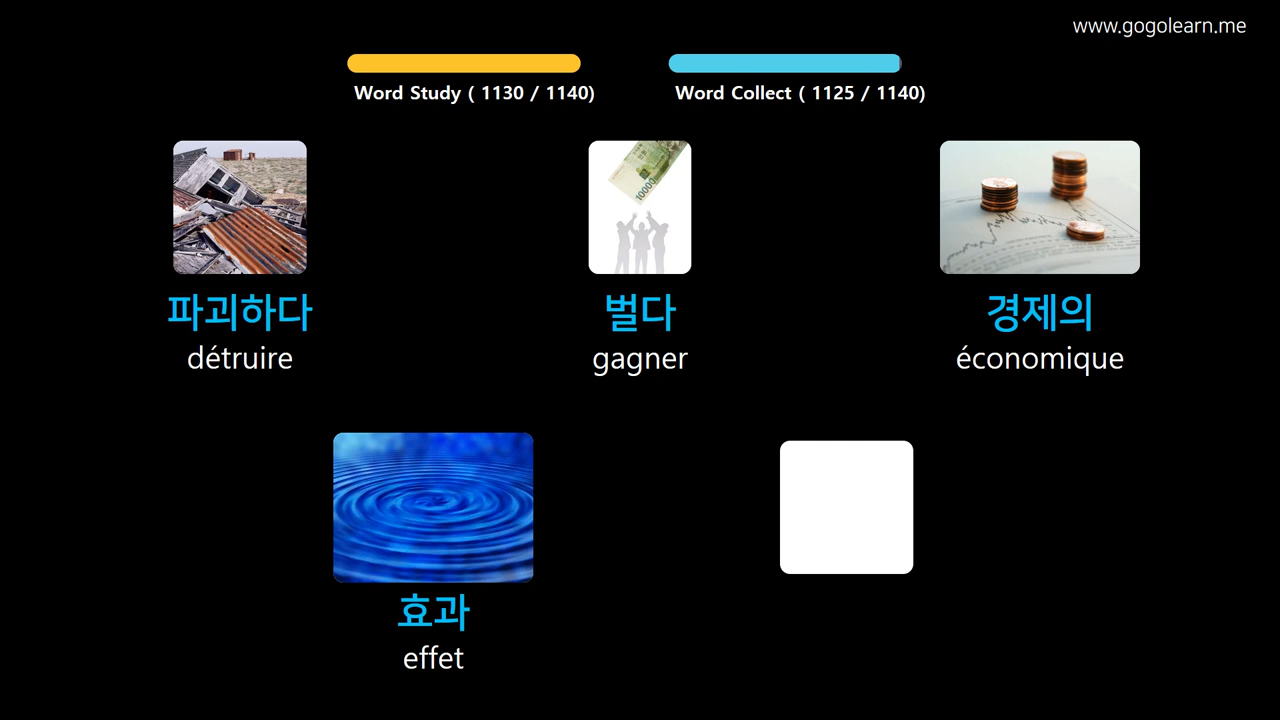 www.gogolearn.me
Word Study ( 1130 / 1140)
Word Collect ( 1125 / 1140)
10000
파괴하다
détruire
벌다
gagner
경제의
économique
효과
effet